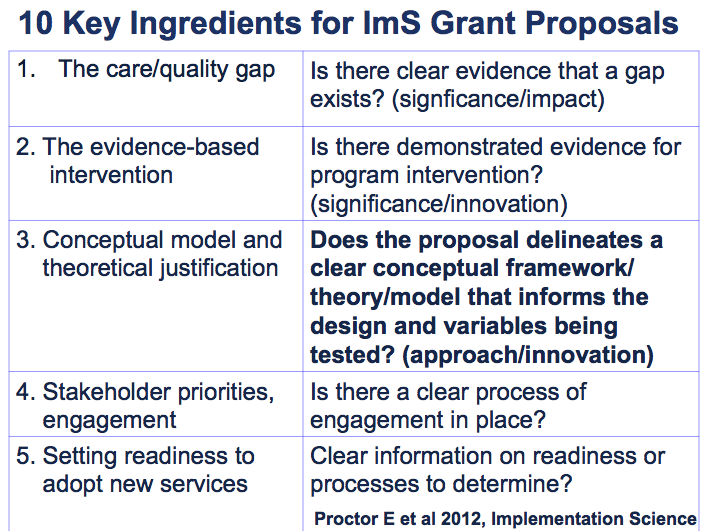 10 Key Ingredients for ImS Grant Proposals
1. The care/quality gap
Is there clear evidence that a gap
exists? (signficance/impact)
2. The evidence-based
intervention
Is there demonstrated evidence for
program intervention?
(significance/innovation)
3. Conceptual model and
theoretical justification
Does the proposal delineates a
clear conceptual framework/
theory/model that informs the
design and variables being
tested? (approach/innovation)
4. Stakeholder priorities,
engagement
Is there a clear process of
engagement in place?
5. Setting readiness to
adopt new services
Clear information on readiness or
processes to determine?
Proctor E et al 2012, Implementation Science